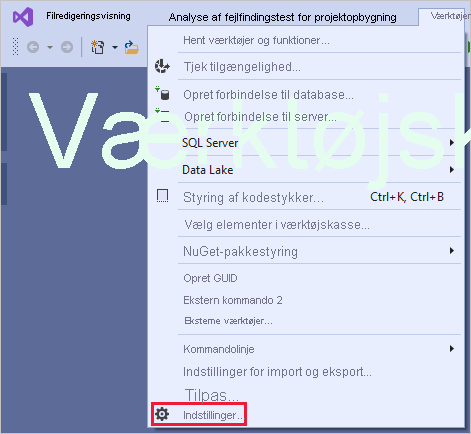 Filredigeringsvisning Analyse af fejlfindingstest for projektopbygning Værktøjer
Hent værktøjer og funktioner...
Tjek tilgængelighed...
Opret forbindelse til database...
Opret forbindelse til server...
Værktøjsk
SQL Server
Data Lake
Styring af kodestykker... Ctrl+K, Ctrl+B
Vælg elementer i værktøjskasse...
NuGet-pakkestyring
Opret GUID
Ekstern kommando 2
Eksterne værktøjer...
Kommandolinje
Indstillinger for import og eksport...
Tilpas...
Indstillinger...